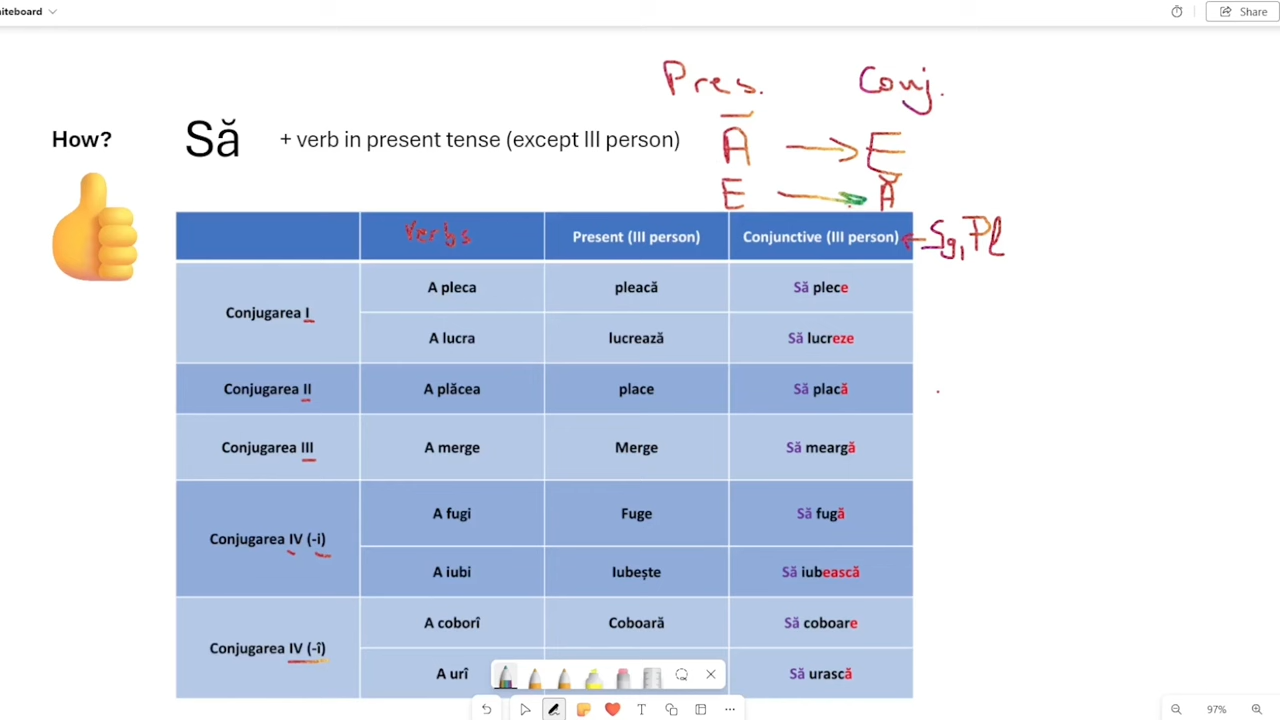 iteboard
Share
Pres. Conj.
How? Să + verb in present tense (except III person) A → E
E → Ă
Verbs Present (III person) Conjunctive (III person) ← Sg, Pl
Conjugarea I A pleca pleacă Să plece
A lucra lucrează Să lucreze
Conjugarea II A plăcea place Să placă
Conjugarea III A merge Merge Să meargă
Conjugarea IV (-i) A fugi Fuge Să fugă
A iubi Iubește Să iubească
Conjugarea IV (-î) A coborî Coboară Să coboare
A urî Să urască
97%